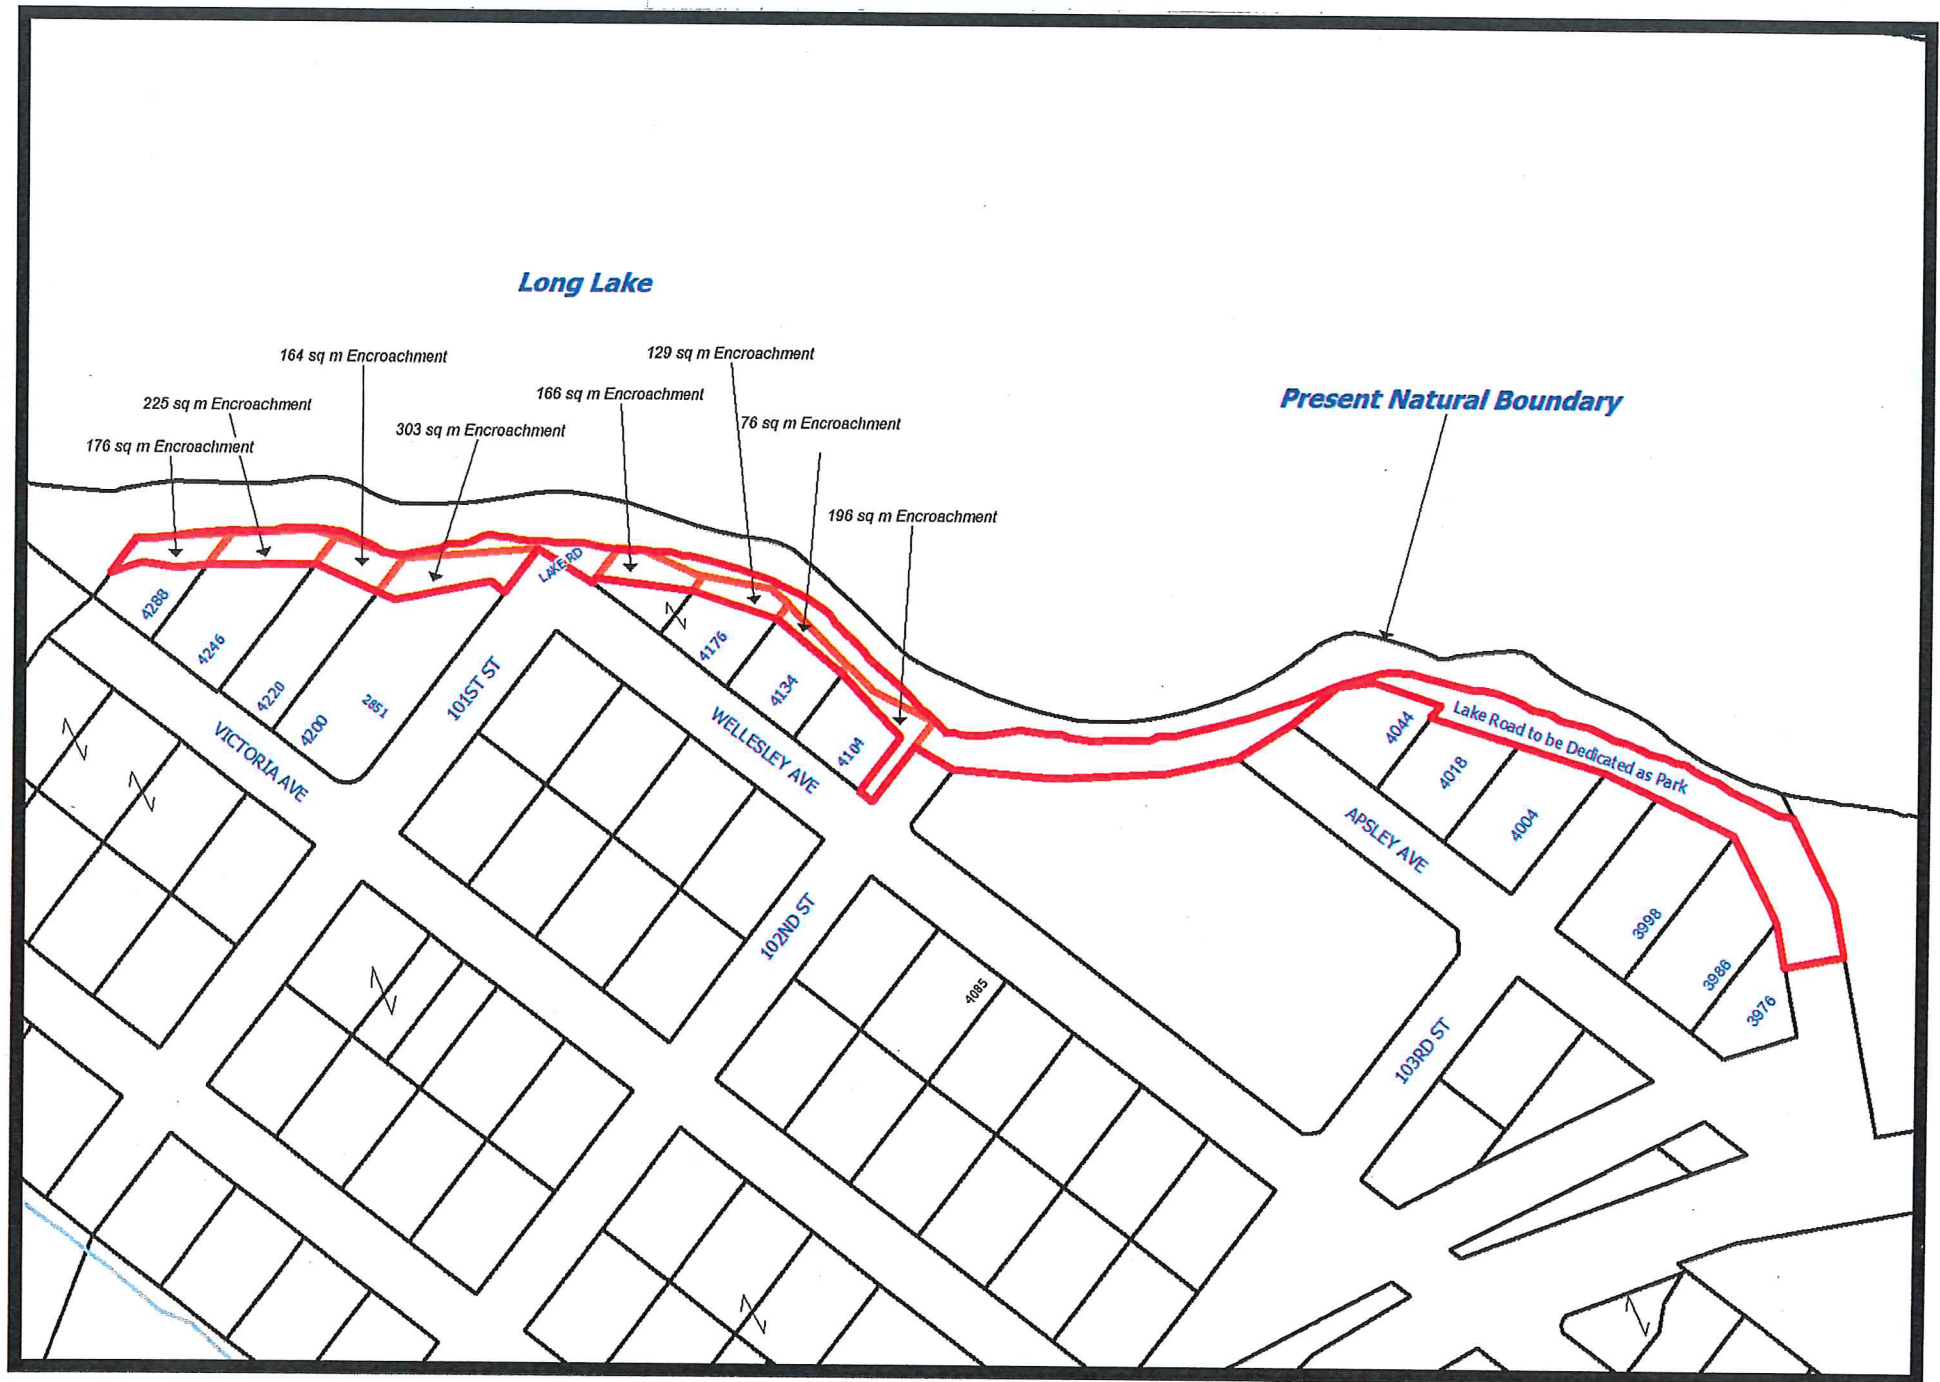 Long Lake
164 sq m Encroachment
129 sq m Encroachment
225 sq m Encroachment
166 sq m Encroachment
Present Natural Boundary
303 sq m Encroachment
76 sq m Encroachment
176 sq m Encroachment
196 sq m Encroachment
LAKE RD
4288
4246
4220
4200
2851
101ST ST
VICTORIA AVE
4176
4134
4104
WELLESLEY AVE
4044
Lake Road to be Dedicated as Park
4018
4004
APSLEY AVE
102ND ST
4085
3998
3986
3976
103RD ST